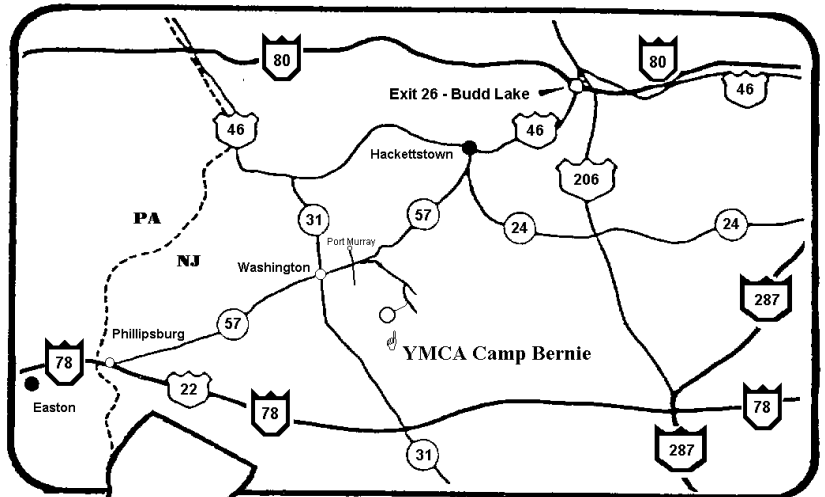 80
80
46
Exit 26 - Budd Lake
46
46
Hackettstown
206
PA
31
57
24
24
Port Murray
NJ
Washington
287
57
Phillipsburg
YMCA Camp Bernie
78
22
78
78
Easton
31
287